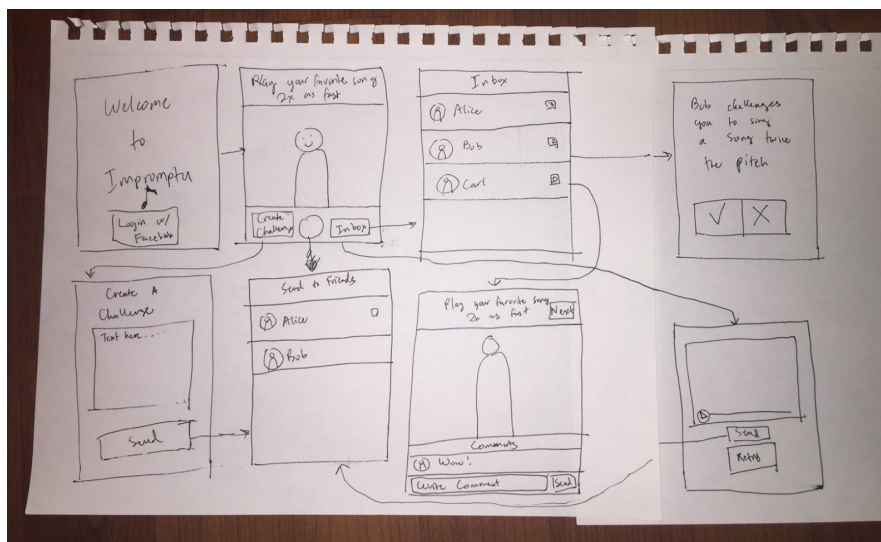 Welcome
to
Impromptu
Login w/
Facebook
Play your favorite song
2x as fast
Create
Challenge
Inbox
Inbox
Alice
Bob
Carl
Bob challenges
you to sing
a song twice
the pitch
Create A
Challenge
Text here....
Send
Send to Friends
Alice
Bob
Play your favorite song
2x as fast
Next
Comments
Wow!
Write Comment
Send
Send
Retry